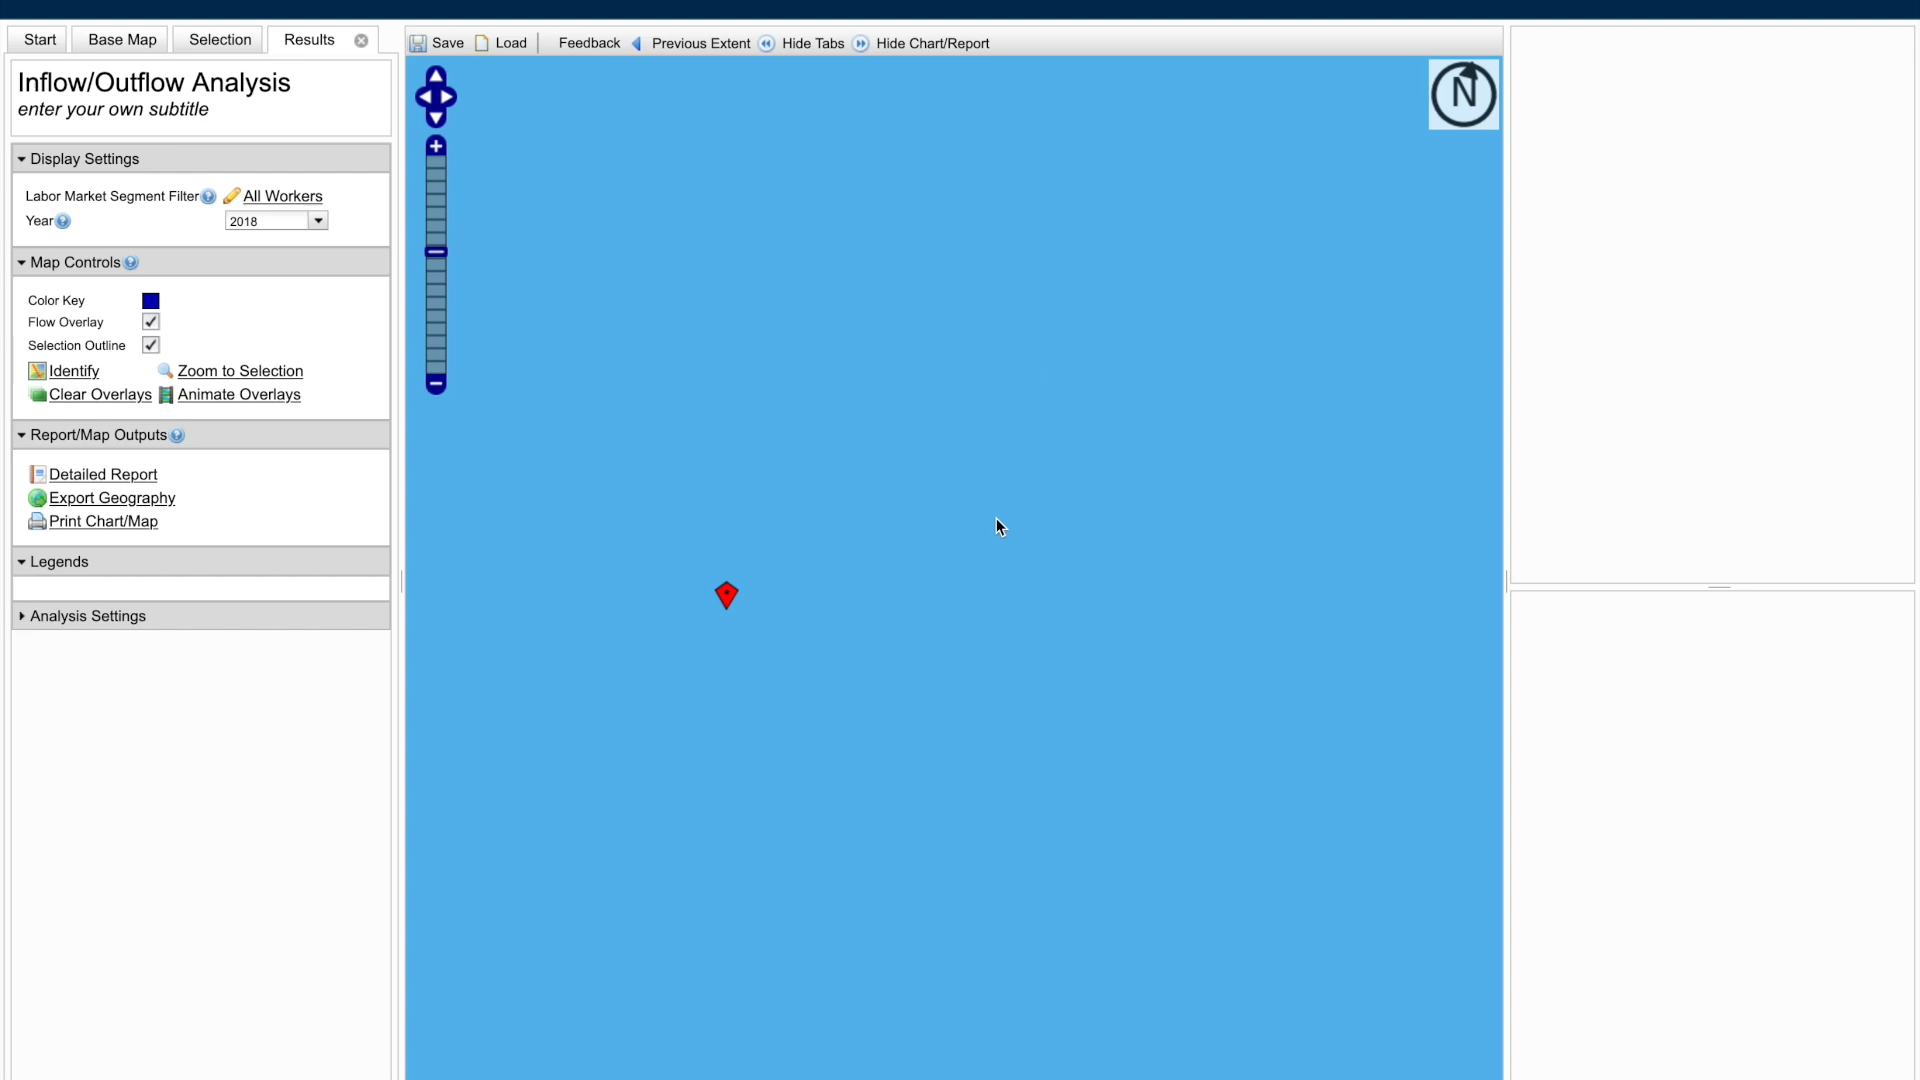 Start
Base Map
Selection
Results
Save
Load
Feedback
Previous Extent
Hide Tabs
Hide Chart/Report
Inflow/Outflow Analysis
enter your own subtitle
Display Settings
Labor Market Segment Filter
All Workers
Year
2018
Map Controls
Color Key
Flow Overlay
Selection Outline
Identify
Zoom to Selection
Clear Overlays
Animate Overlays
Report/Map Outputs
Detailed Report
Export Geography
Print Chart/Map
Legends
Analysis Settings
N